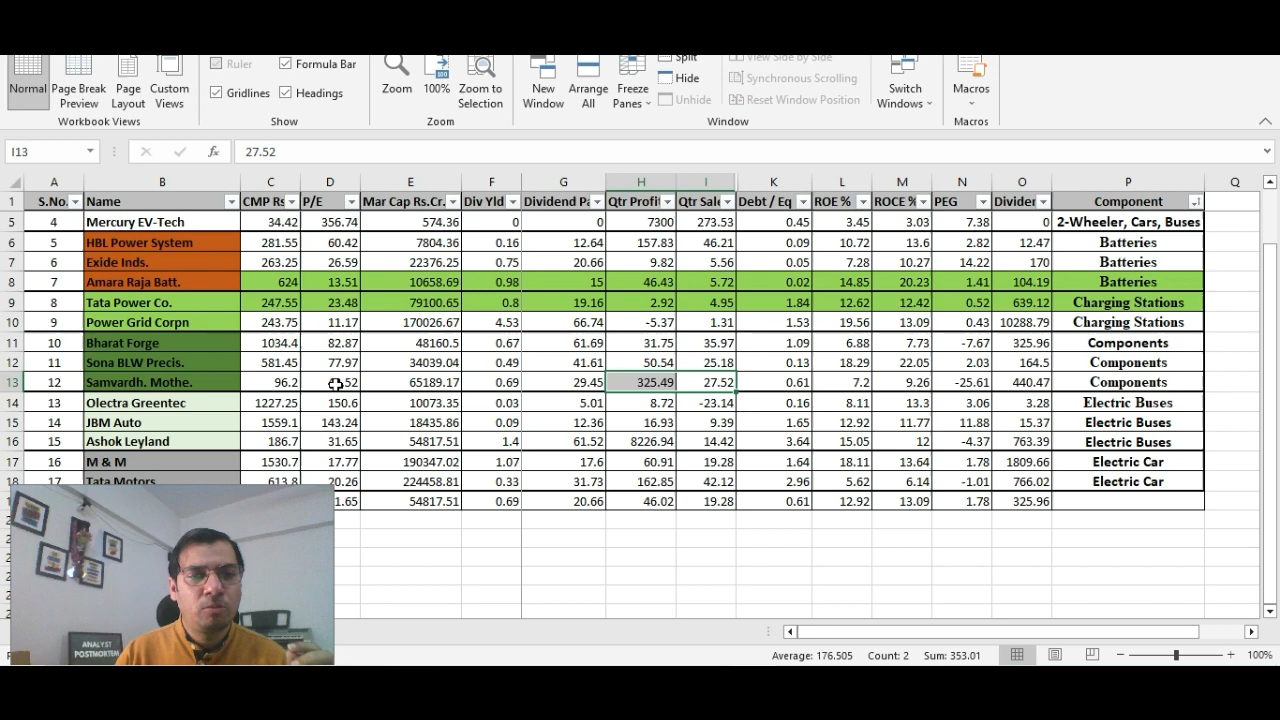 Ruler Formula Bar Split View Side by Side
Normal Page Break Preview Page Layout Custom Views Gridlines Headings Zoom 100% Zoom to Selection New Window Arrange All Freeze Panes Hide Unhide Synchronous Scrolling Reset Window Position Switch Windows Macros
Workbook Views Show Zoom Window Macros
I13 fx 27.52
A B C D E F G H I K L M N O P Q
1 S.No. Name CMP Rs P/E Mar Cap Rs.Cr. Div Yld Dividend Pa Qtr Profit Qtr Sale Debt / Eq ROE % ROCE % PEG Dividen Component
5 4 Mercury EV-Tech 34.42 356.74 574.36 0 0 7300 273.53 0.45 3.45 3.03 7.38 0 2-Wheeler, Cars, Buses
6 5 HBL Power System 281.55 60.42 7804.36 0.16 12.64 157.83 46.21 0.09 10.72 13.6 2.82 12.47 Batteries
7 6 Exide Inds. 263.25 26.59 22376.25 0.75 20.66 9.82 5.56 0.05 7.28 10.27 14.22 170 Batteries
8 7 Amara Raja Batt. 624 13.51 10658.69 0.98 15 46.43 5.72 0.02 14.85 20.23 1.41 104.19 Batteries
9 8 Tata Power Co. 247.55 23.48 79100.65 0.8 19.16 2.92 4.95 1.84 12.62 12.42 0.52 639.12 Charging Stations
10 9 Power Grid Corpn 243.75 11.17 170026.67 4.53 66.74 -5.37 1.31 1.53 19.56 13.09 0.43 10288.79 Charging Stations
11 10 Bharat Forge 1034.4 82.87 48160.5 0.67 61.69 31.75 35.97 1.09 6.88 7.73 -7.67 325.96 Components
12 11 Sona BLW Precis. 581.45 77.97 34039.04 0.49 41.61 50.54 25.18 0.13 18.29 22.05 2.03 164.5 Components
13 12 Samvardh. Mothe. 96.2 52 65189.17 0.69 29.45 325.49 27.52 0.61 7.2 9.26 -25.61 440.47 Components
14 13 Olectra Greentec 1227.25 150.6 10073.35 0.03 5.01 8.72 -23.14 0.16 8.11 13.3 3.06 3.28 Electric Buses
15 14 JBM Auto 1559.1 143.24 18435.86 0.09 12.36 16.93 9.39 1.65 12.92 11.77 11.88 15.37 Electric Buses
16 15 Ashok Leyland 186.7 31.65 54817.51 1.4 61.52 8226.94 14.42 3.64 15.05 12 -4.37 763.39 Electric Buses
17 16 M & M 1530.7 17.77 190347.02 1.07 17.6 60.91 19.28 1.64 18.11 13.64 1.78 1809.66 Electric Car
18 17 Tata Motors 613.8 20.26 224458.81 0.33 31.73 162.85 42.12 2.96 5.62 6.14 -1.01 766.02 Electric Car
1.65 54817.51 0.69 20.66 46.02 19.28 0.61 12.92 13.09 1.78 325.96
ANALYST
POSTMORTEM
Average: 176.505 Count: 2 Sum: 353.01 100%